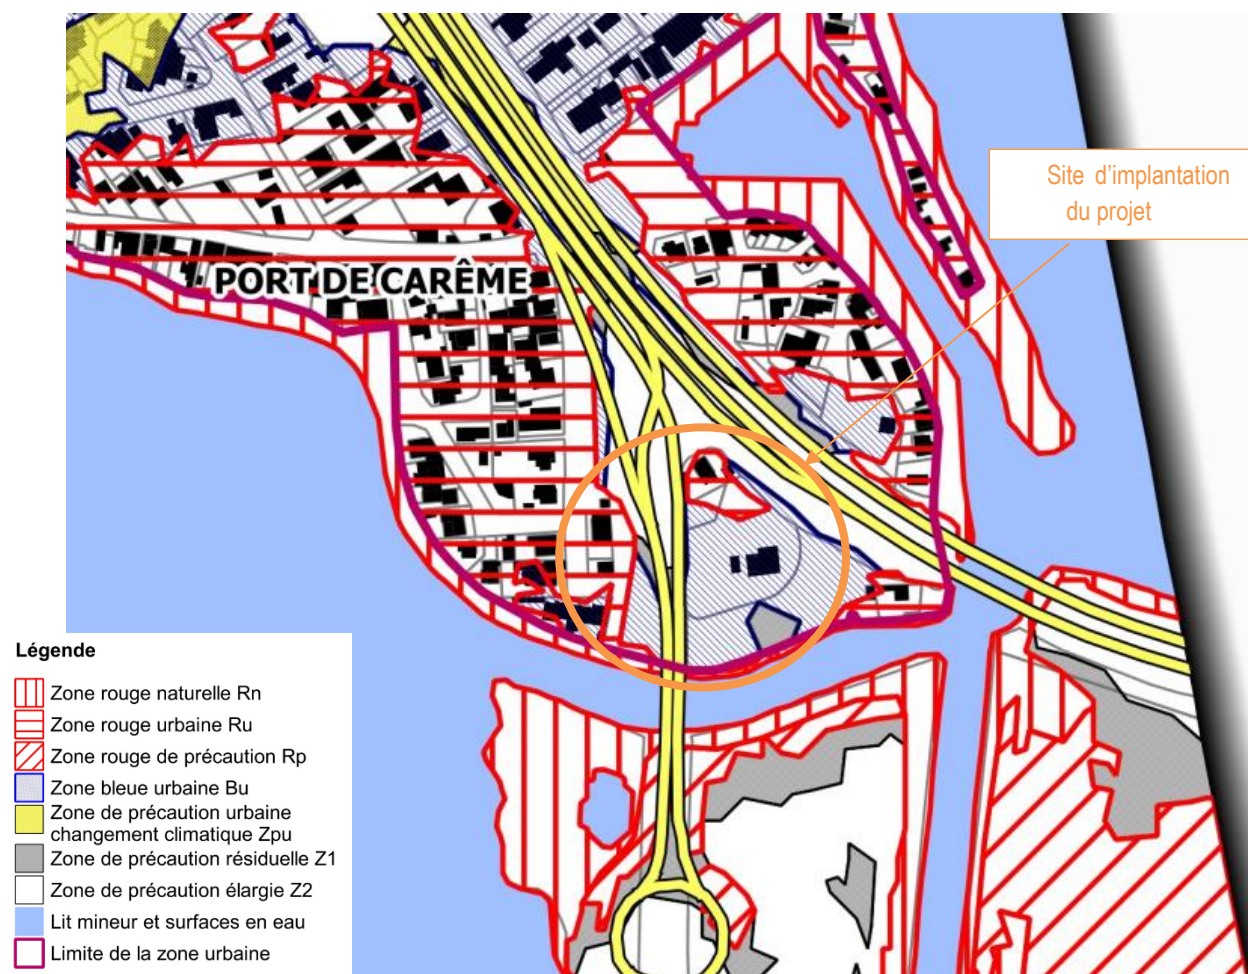 Site d'implantation
du projet
PORT DE CARÊME
Légende
Zone rouge naturelle Rn
Zone rouge urbaine Ru
Zone rouge de précaution Rp
Zone bleue urbaine Bu
Zone de précaution urbaine
changement climatique Zpu
Zone de précaution résiduelle Z1
Zone de précaution élargie Z2
Lit mineur et surfaces en eau
Limite de la zone urbaine